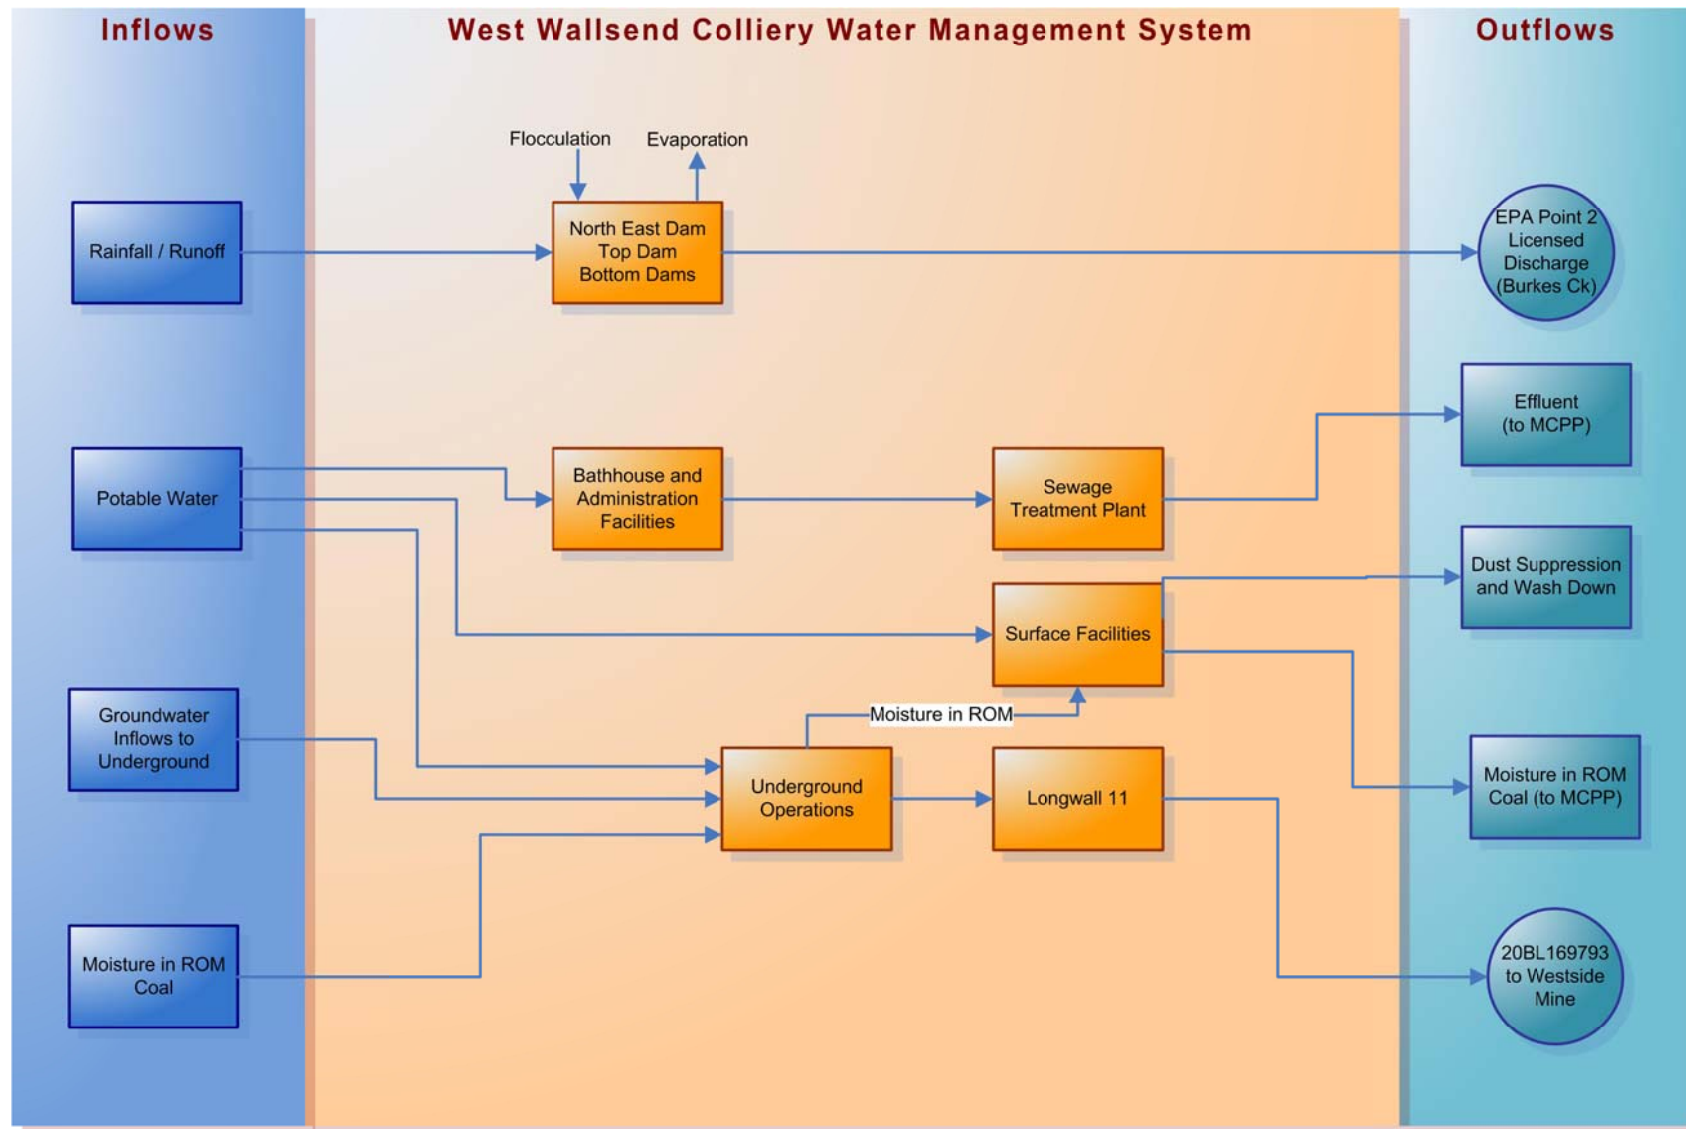 Inflows
West Wallsend Colliery Water Management System
Outflows
Flocculation
Evaporation
Rainfall / Runoff
North East Dam
Top Dam
Bottom Dams
EPA Point 2
Licensed
Discharge
(Burkes Ck)
Effluent
(to MCPP)
Potable Water
Bathhouse and
Administration
Facilities
Sewage
Treatment Plant
Dust Suppression
and Wash Down
Surface Facilities
Groundwater
Inflows to
Underground
Moisture in ROM
Underground
Operations
Longwall 11
Moisture in ROM
Coal (to MCPP)
Moisture in ROM
Coal
20BL169793
to Westside
Mine